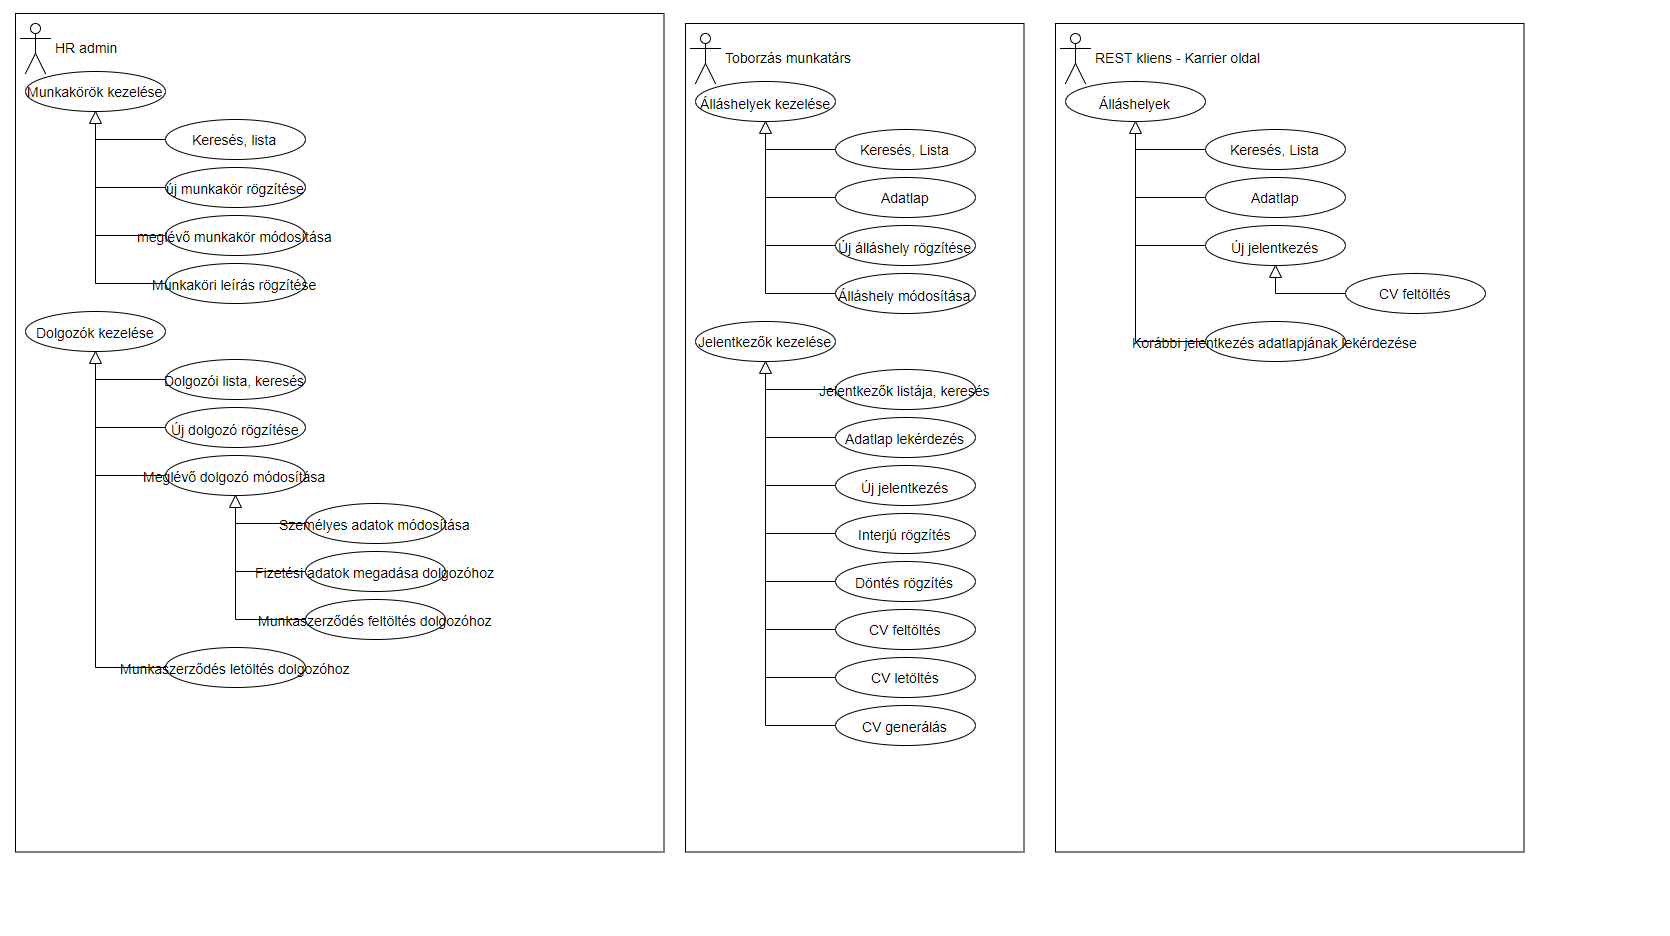 HR admin
Munkakörök kezelése
Keresés, lista
új munkakör rögzítése
meglévő munkakör módosítása
Munkaköri leírás rögzítése
Dolgozók kezelése
Dolgozói lista, keresés
Új dolgozó rögzítése
Meglévő dolgozó módosítása
Személyes adatok módosítása
Fizetési adatok megadása dolgozóhoz
Munkaszerződés feltöltés dolgozóhoz
Munkaszerződés letöltés dolgozóhoz
Toborzás munkatárs
Álláshelyek kezelése
Keresés, Lista
Adatlap
Új álláshely rögzítése
Álláshely módosítása
Jelentkezők kezelése
Jelentkezők listája, keresés
Adatlap lekérdezés
Új jelentkezés
Interjú rögzítés
Döntés rögzítés
CV feltöltés
CV letöltés
CV generálás
REST kliens - Karrier oldal
Álláshelyek
Keresés, Lista
Adatlap
Új jelentkezés
CV feltöltés
Korábbi jelentkezés adatlapjának lekérdezése